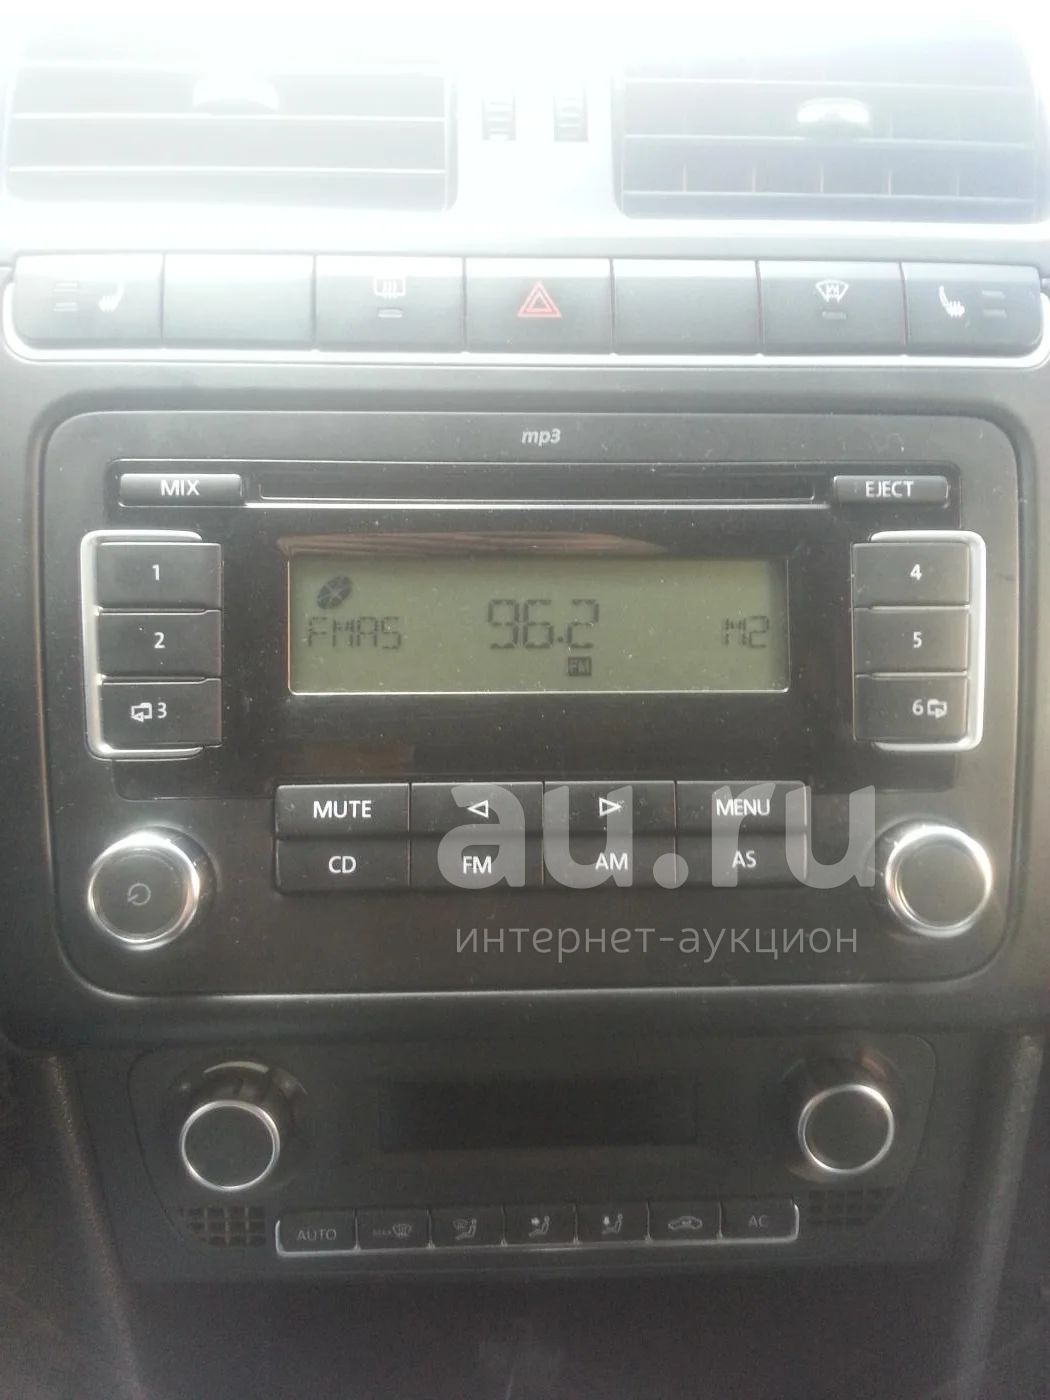 mp3
MIX
EJECT
1
4
FMAS 96.2 M2
2
5
FM
3
6
MUTE
MENU
CD FM AM AS
au.ru
интернет-аукцион
AUTO
MAX
AC